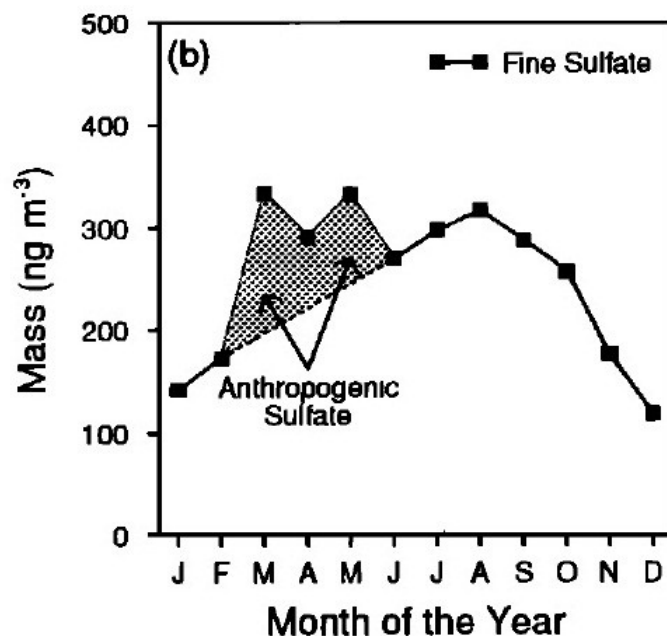 (b)
Fine Sulfate
500
400
300
200
100
0
Mass (ng m⁻³)
Anthropogenic
Sulfate
J F M A M J J A S O N D
Month of the Year